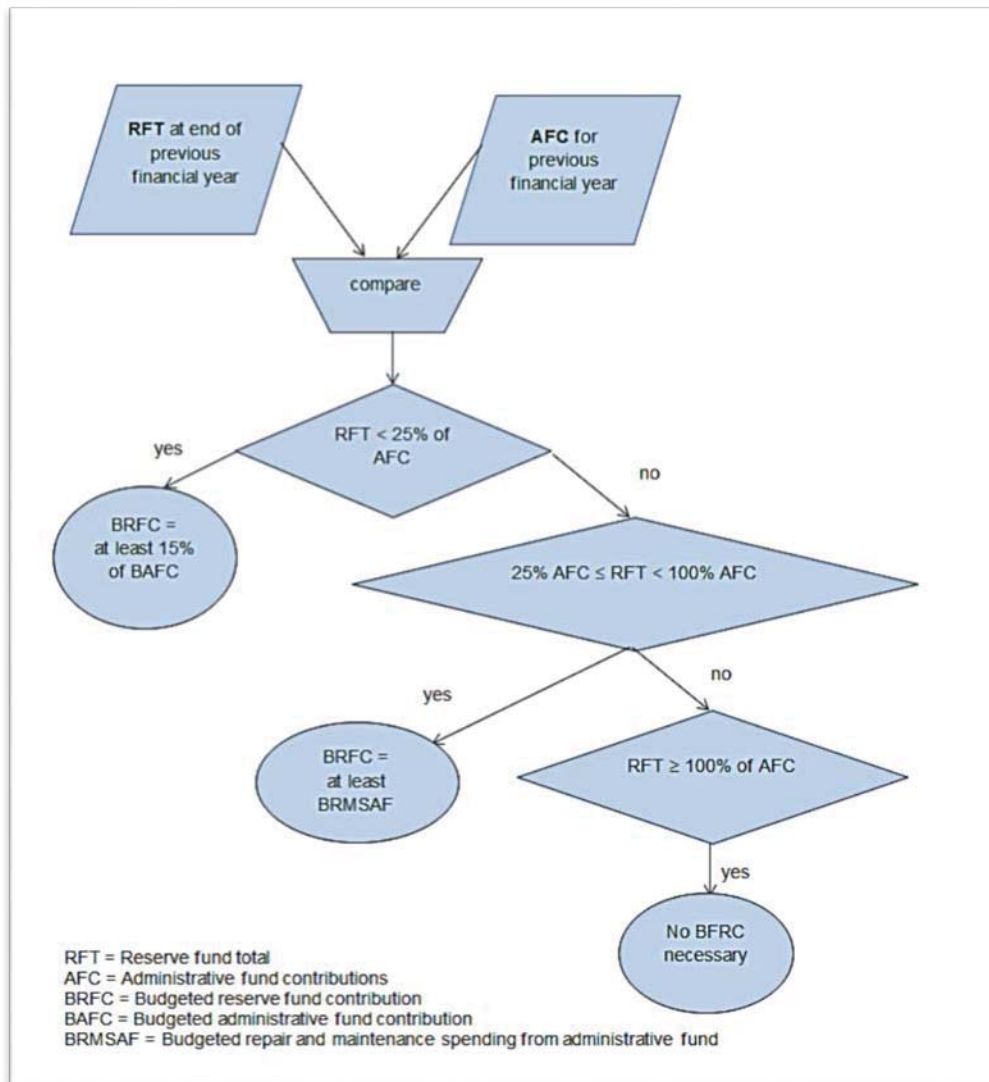 RFT at end of
previous
financial year
AFC for
previous
financial year
compare
RFT < 25% of
AFC
yes
no
BRFC =
at least 15%
of BAFC
25% AFC ≤ RFT < 100% AFC
yes
no
BRFC =
at least
BRMSAF
RFT ≥ 100% of AFC
yes
No BFRC
necessary
RFT = Reserve fund total
AFC = Administrative fund contributions
BRFC = Budgeted reserve fund contribution
BAFC = Budgeted administrative fund contribution
BRMSAF = Budgeted repair and maintenance spending from administrative fund